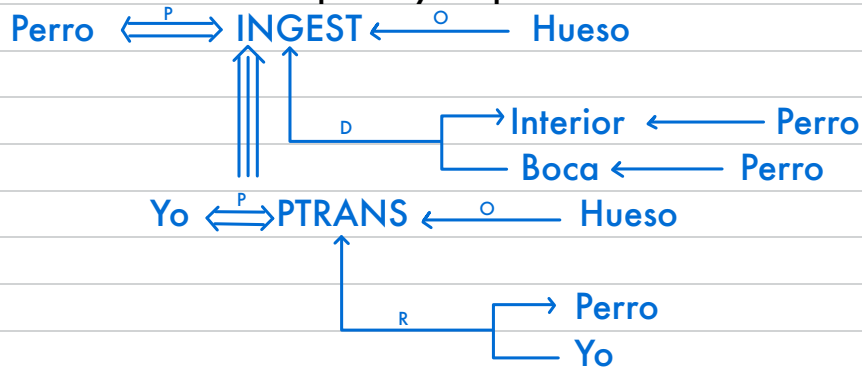 Perro P INGEST O Hueso
D Interior Perro
Boca Perro
Yo P PTRANS O Hueso
R Perro
Yo